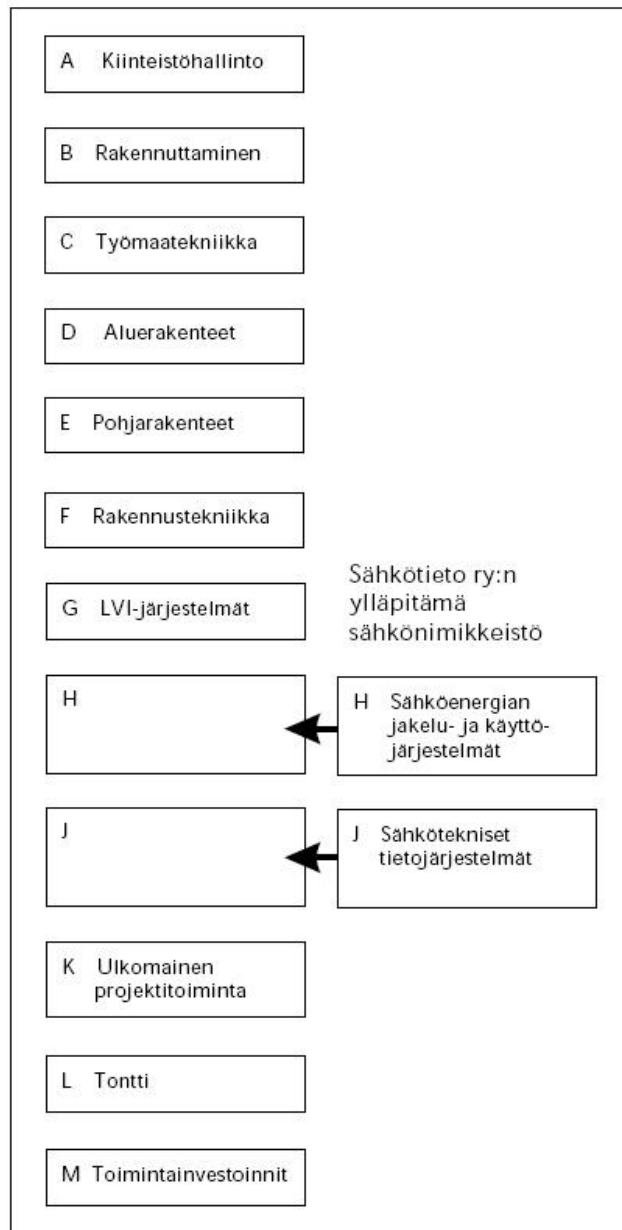 A Kiinteistöhallinto
B Rakennuttaminen
C Työmaatekniikka
D Aluerakenteet
E Pohjarakenteet
F Rakennustekniikka
G LVI-järjestelmät
Sähkötieto ry:n
ylläpitämä
sähkönimikkeistö
H
H Sähköenergian
jakelu- ja käyttö-
järjestelmät
J
J Sähkötekniset
tietojärjestelmät
K Ulkomainen
projektitoiminta
L Tontti
M Toimintainvestoinnit